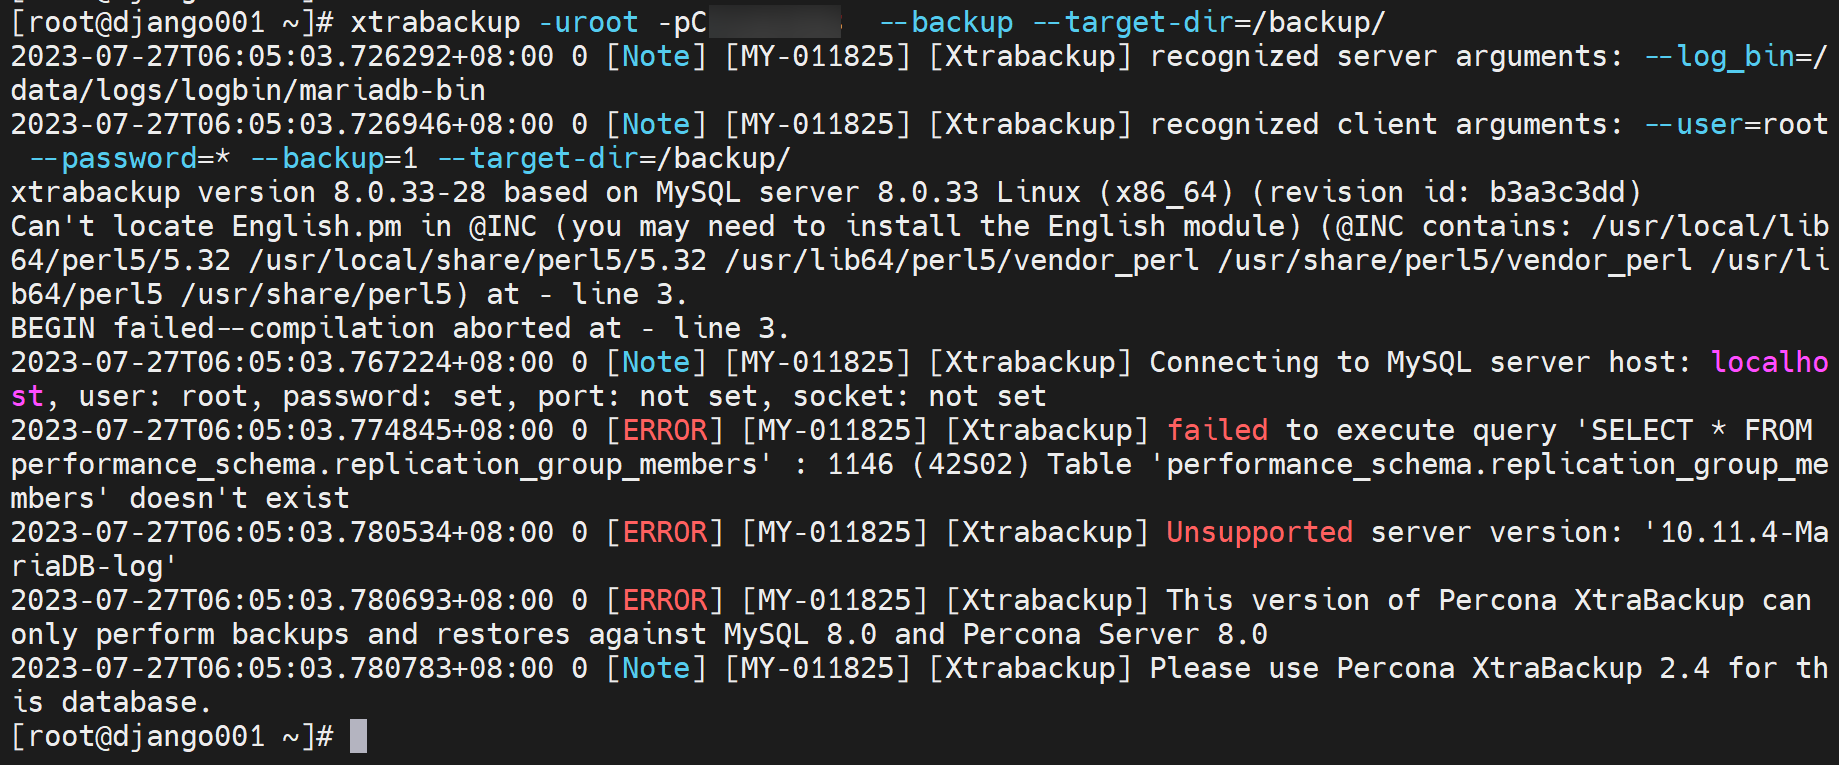 [root@django001 ~]# xtrabackup -uroot -pC --backup --target-dir=/backup/
2023-07-27T06:05:03.726292+08:00 0 [Note] [MY-011825] [Xtrabackup] recognized server arguments: --log_bin=/
data/logs/logbin/mariadb-bin
2023-07-27T06:05:03.726946+08:00 0 [Note] [MY-011825] [Xtrabackup] recognized client arguments: --user=root
--password=* --backup=1 --target-dir=/backup/
xtrabackup version 8.0.33-28 based on MySQL server 8.0.33 Linux (x86_64) (revision id: b3a3c3dd)
Can't locate English.pm in @INC (you may need to install the English module) (@INC contains: /usr/local/lib
64/perl5/5.32 /usr/local/share/perl5/5.32 /usr/lib64/perl5/vendor_perl /usr/share/perl5/vendor_perl /usr/li
b64/perl5 /usr/share/perl5) at - line 3.
BEGIN failed--compilation aborted at - line 3.
2023-07-27T06:05:03.767224+08:00 0 [Note] [MY-011825] [Xtrabackup] Connecting to MySQL server host: localho
st, user: root, password: set, port: not set, socket: not set
2023-07-27T06:05:03.774845+08:00 0 [ERROR] [MY-011825] [Xtrabackup] failed to execute query 'SELECT * FROM
performance_schema.replication_group_members' : 1146 (42S02) Table 'performance_schema.replication_group_me
mbers' doesn't exist
2023-07-27T06:05:03.780534+08:00 0 [ERROR] [MY-011825] [Xtrabackup] Unsupported server version: '10.11.4-Ma
riaDB-log'
2023-07-27T06:05:03.780693+08:00 0 [ERROR] [MY-011825] [Xtrabackup] This version of Percona XtraBackup can
only perform backups and restores against MySQL 8.0 and Percona Server 8.0
2023-07-27T06:05:03.780783+08:00 0 [Note] [MY-011825] [Xtrabackup] Please use Percona XtraBackup 2.4 for th
is database.
[root@django001 ~]#